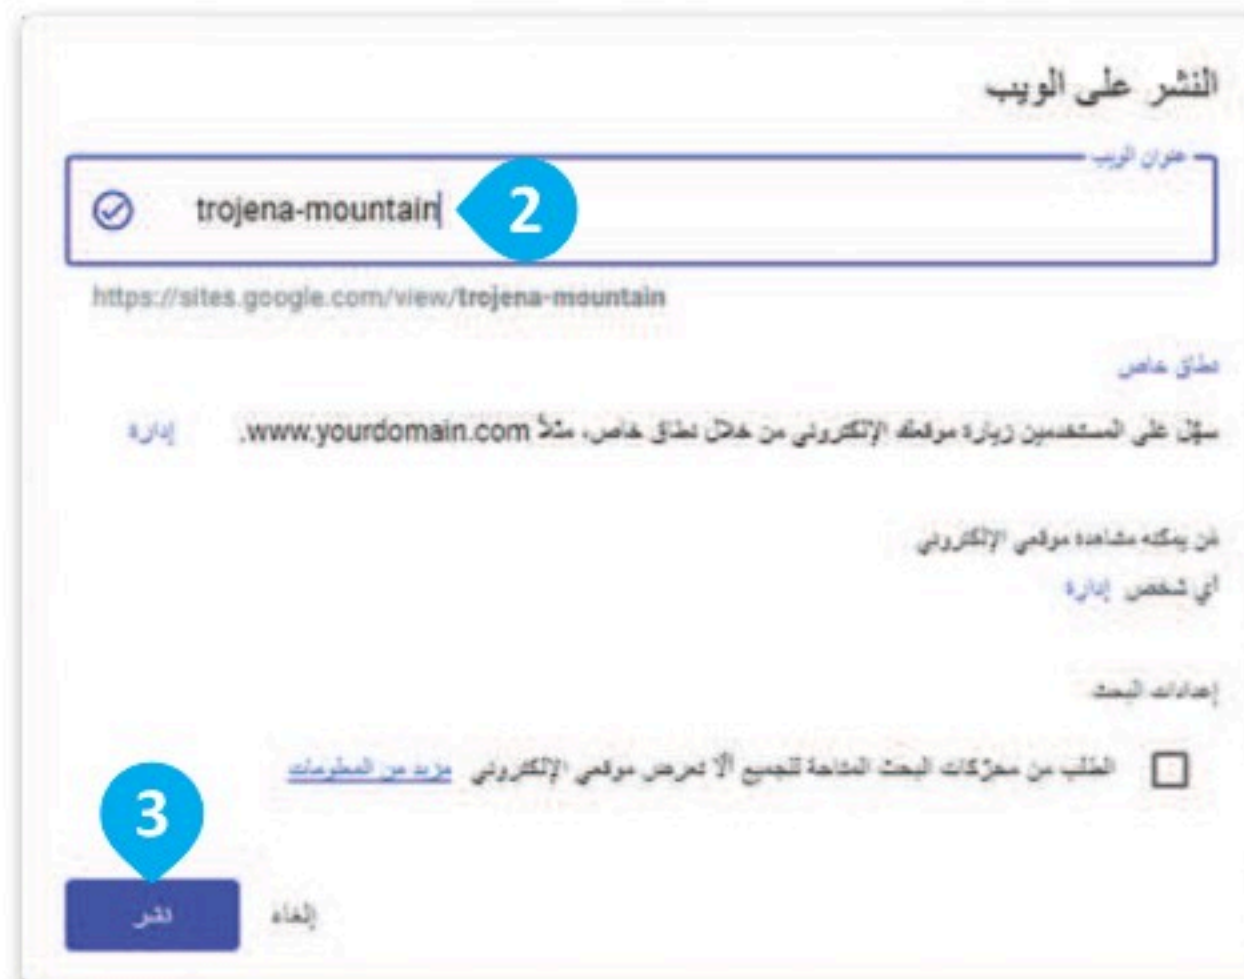 النشر على الويب
عنوان الويب
trojena-mountain
2
https://sites.google.com/view/trojena-mountain
نطاق خاص
سهّل على المستخدمين زيارة موقعك الإلكتروني من خلال نطاق خاص، مثلاً www.yourdomain.com. إدارة
مَن يمكنه مشاهدة موقعي الإلكتروني
أي شخص إدارة
إعدادات البحث
الطلب من محرّكات البحث المتاحة للجميع ألا تعرض موقعي الإلكتروني مزيد من المعلومات
3
إلغاء
نشر